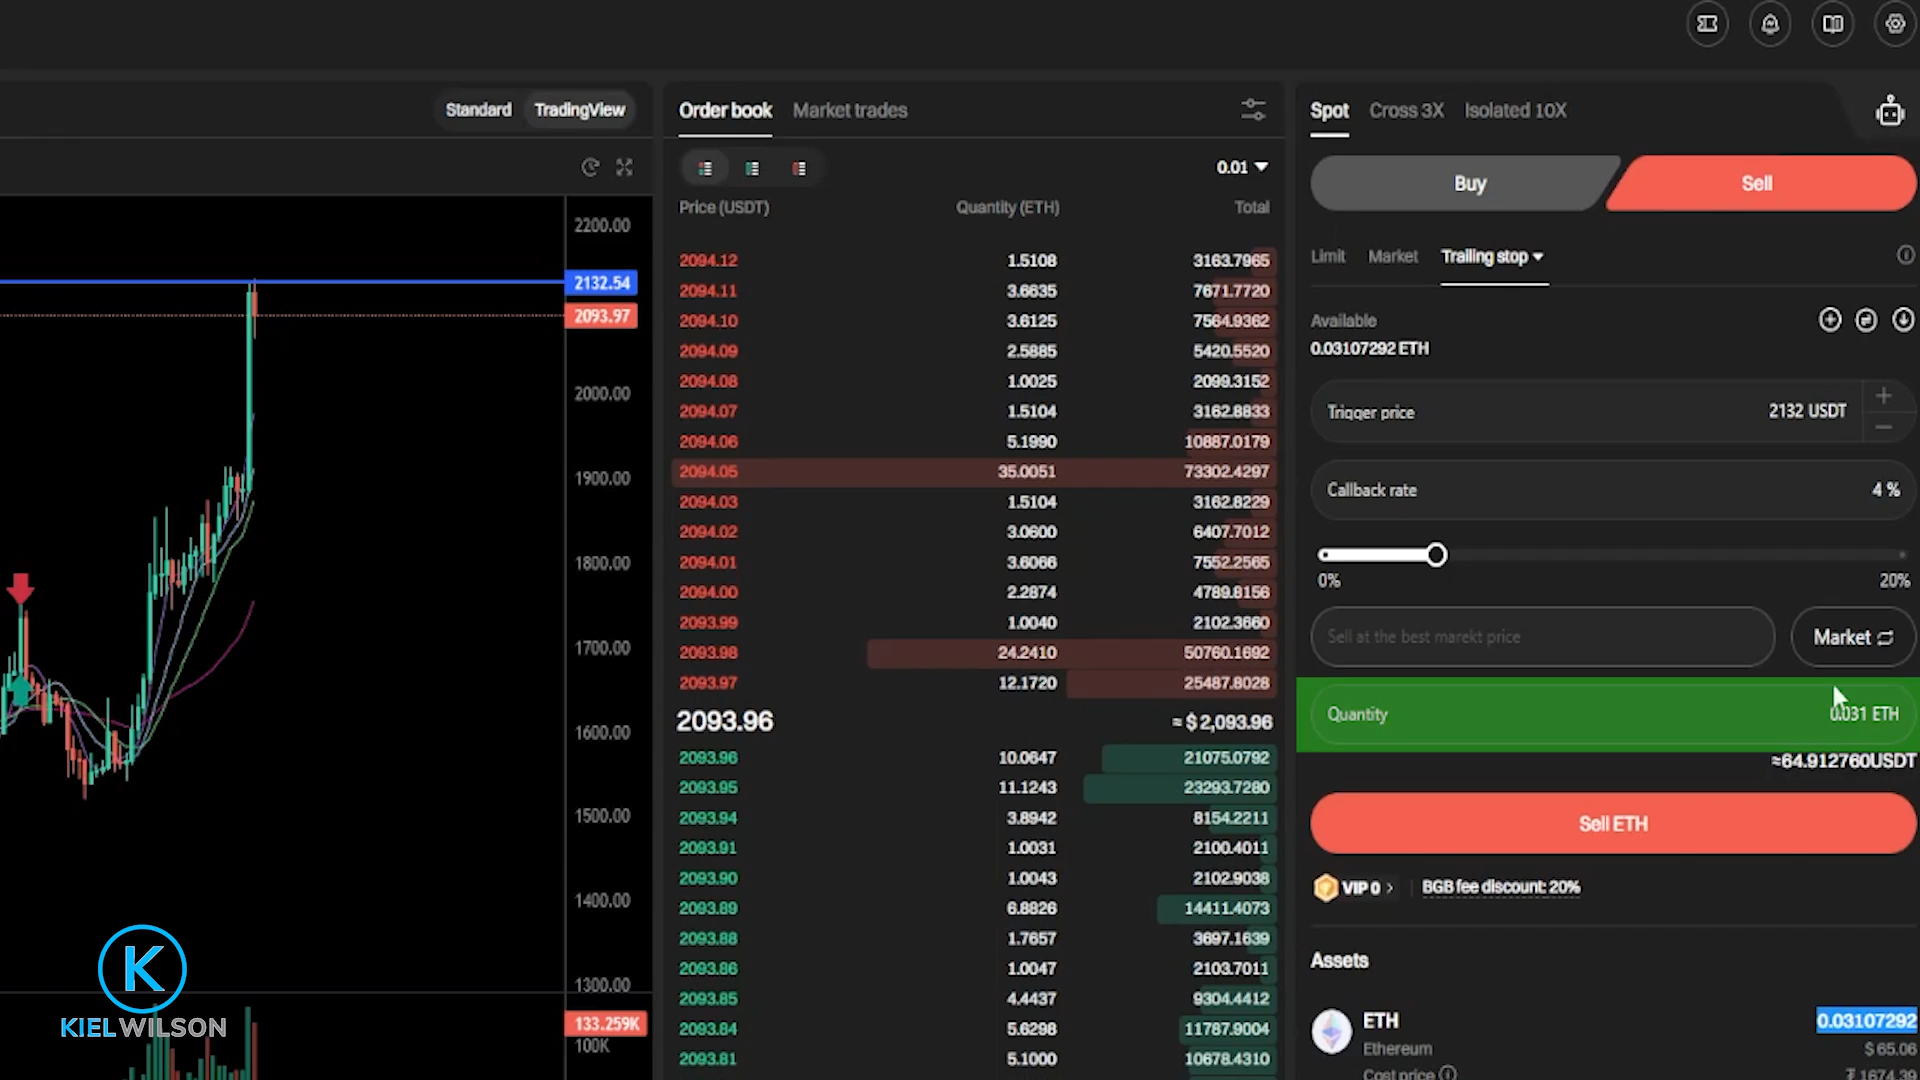 Standard TradingView
2200.00
2132.54
2093.97
2000.00
1900.00
1800.00
1700.00
1600.00
1500.00
1400.00
1300.00
133.259K
100K
K
KIELWILSON
Order book Market trades
0.01
Price (USDT) Quantity (ETH) Total
2094.12 1.5108 3163.7965
2094.11 3.6635 7671.7720
2094.10 3.6125 7564.9362
2094.09 2.5885 5420.5520
2094.08 1.0025 2099.3152
2094.07 1.5104 3162.8833
2094.06 5.1990 10887.0179
2094.05 35.0051 73302.4297
2094.03 1.5104 3162.8229
2094.02 3.0600 6407.7012
2094.01 3.6066 7552.2565
2094.00 2.2874 4789.8156
2093.99 1.0040 2102.3660
2093.98 24.2410 50760.1692
2093.97 12.1720 25487.8028
2093.96 ≈ $ 2,093.96
2093.96 10.0647 21075.0792
2093.95 11.1243 23293.7280
2093.94 3.8942 8154.2211
2093.91 1.0031 2100.4011
2093.90 1.0043 2102.9038
2093.89 6.8826 14411.4073
2093.88 1.7657 3697.1639
2093.86 1.0047 2103.7011
2093.85 4.4437 9304.4412
2093.84 5.6298 11787.9004
2093.81 5.1000 10678.4310
Spot Cross 3X Isolated 10X
Buy Sell
Limit Market Trailing stop
Available
0.03107292 ETH
Trigger price 2132 USDT
Callback rate 4 %
0% 20%
Sell at the best marekt price Market
Quantity 0.031 ETH
≈64.912760USDT
Sell ETH
VIP 0 > BGB fee discount: 20%
Assets
ETH 0.03107292
Ethereum $ 65.06
Cost price ₮ 1674.39